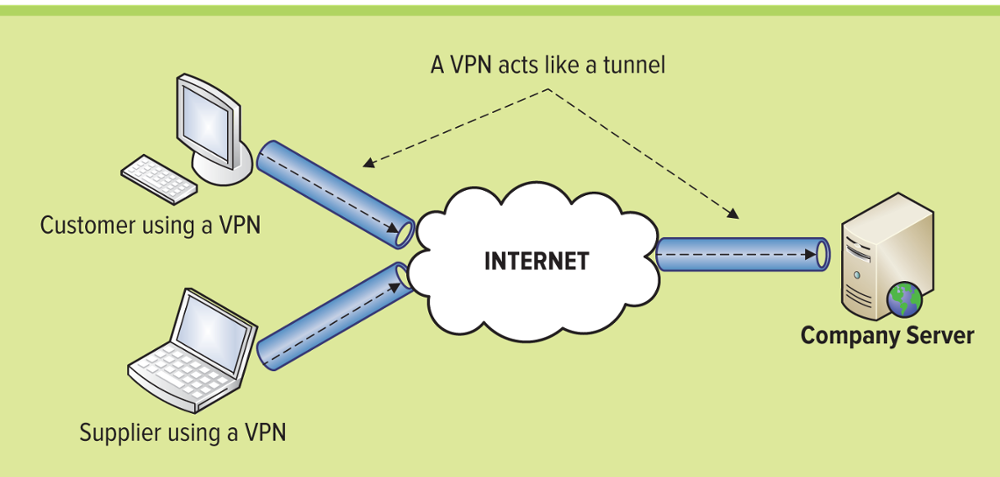 A VPN acts like a tunnel
Customer using a VPN
INTERNET
Company Server
Supplier using a VPN